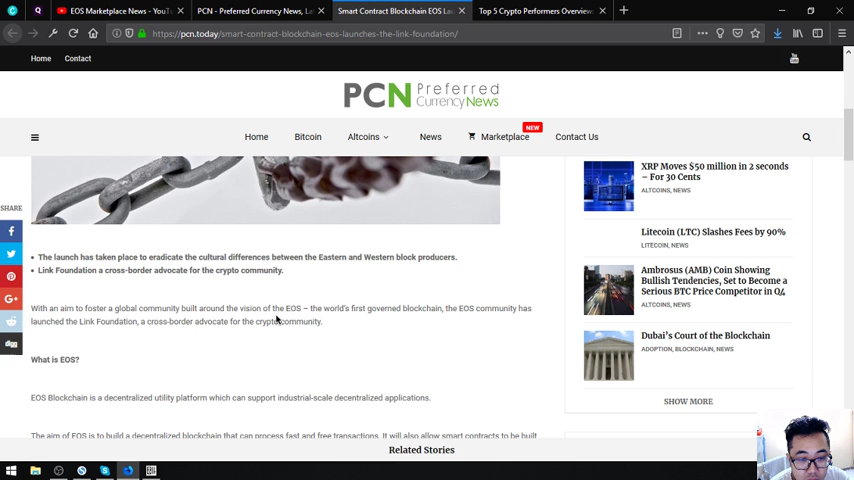 EOS Marketplace News - YouT
PCN - Preferred Currency News, La
Smart Contract Blockchain EOS La
Top 5 Crypto Performers Overview:
https://pcn.today/smart-contract-blockchain-eos-launches-the-link-foundation/
Home Contact
PCN Preferred
Currency News
NEW
Home Bitcoin Altcoins News Marketplace Contact Us
SHARE
digg
The launch has taken place to eradicate the cultural differences between the Eastern and Western block producers.
Link Foundation a cross-border advocate for the crypto community.
With an aim to foster a global community built around the vision of the EOS – the world's first governed blockchain, the EOS community has
launched the Link Foundation, a cross-border advocate for the crypto community.
What is EOS?
EOS Blockchain is a decentralized utility platform which can support industrial-scale decentralized applications.
The aim of EOS is to build a decentralized blockchain that can process fast and free transactions. It will also allow smart contracts to be built
XRP Moves $50 million in 2 seconds
– For 30 Cents
ALTCOINS, NEWS
Litecoin (LTC) Slashes Fees by 90%
LITECOIN, NEWS
Ambrosus (AMB) Coin Showing
Bullish Tendencies, Set to Become a
Serious BTC Price Competitor in Q4
ALTCOINS, NEWS
Dubai's Court of the Blockchain
ADOPTION, BLOCKCHAIN, NEWS
SHOW MORE
Related Stories